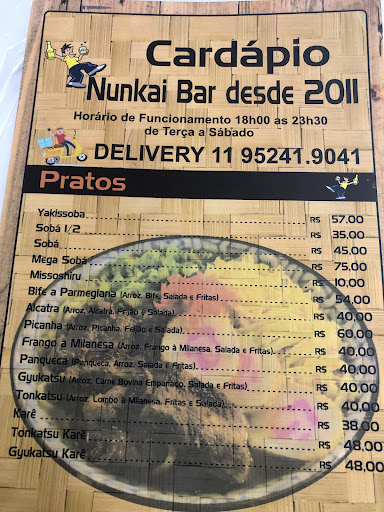 Cardápio
Nunkai Bar desde 2011
Horário de Funcionamento 18h00 as 23h30
de Terça a Sábado
DELIVERY 11 95241.9041
Pratos
Yakissoba R$ 57,00
Sobá 1/2 R$ 35,00
Sobá R$ 45,00
Mega Sobá R$ 75,00
Missoshiru R$ 10,00
Bife a Parmegiana (Arroz, Bife, Salada e Fritas) R$ 54,00
Alcatra (Arroz, Alcatra, Feijão e Salada) R$ 40,00
Picanha (Arroz, Picanha, Feijão e Salada) R$ 60,00
Frango a Milanesa (Arroz, Frango à Milanesa, Salada e Fritas) R$ 40,00
Panqueca (Panqueca, Arroz, Salada e Fritas) R$ 40,00
Gyukatsu (Arroz, Carne Bovina Empanado, Salada e Fritas) R$ 40,00
Tonkatsu (Arroz, Lombo à Milanesa, Fritas e Salada) R$ 40,00
Karê R$ 38,00
Tonkatsu Karê R$ 48,00
Gyukatsu Karê R$ 48,00